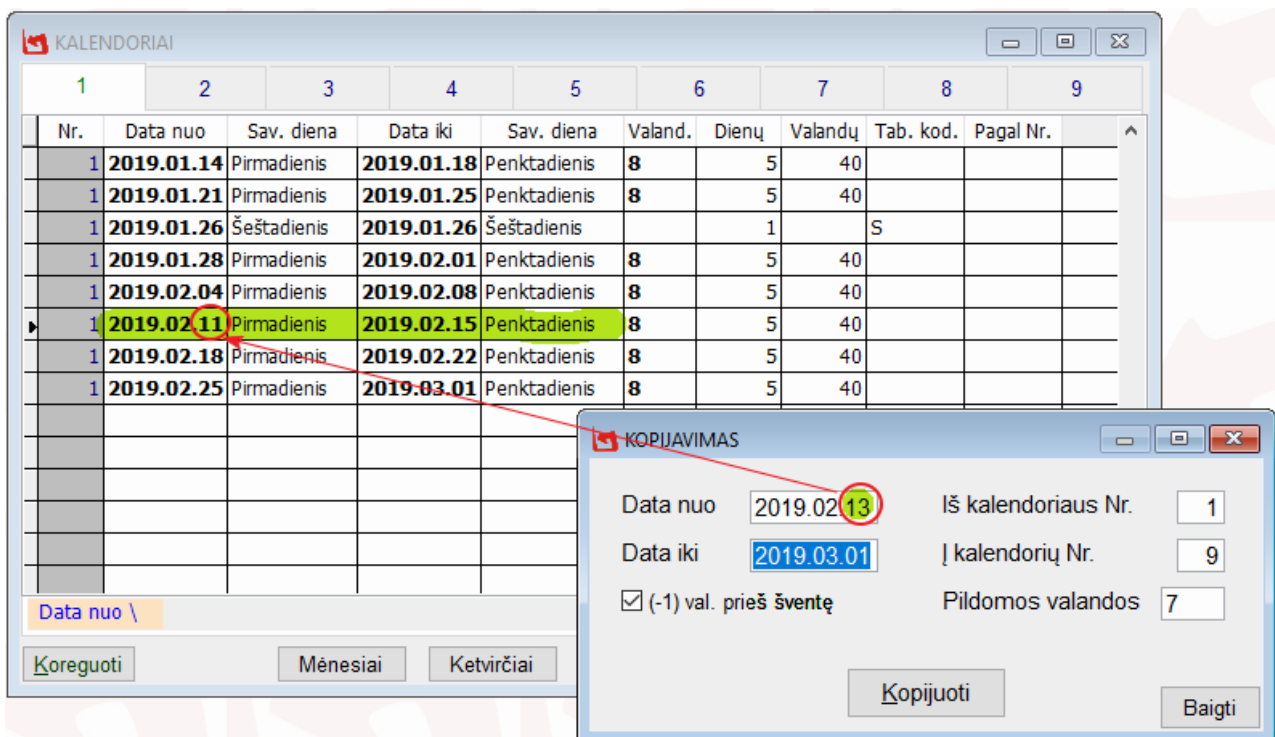 KALENDORIAI
1 2 3 4 5 6 7 8 9
Nr. Data nuo Sav. diena Data iki Sav. diena Valand. Dienų Valandų Tab. kod. Pagal Nr.
1 2019.01.14 Pirmadienis 2019.01.18 Penktadienis 8 5 40
1 2019.01.21 Pirmadienis 2019.01.25 Penktadienis 8 5 40
1 2019.01.26 Šeštadienis 2019.01.26 Šeštadienis 1 S
1 2019.01.28 Pirmadienis 2019.02.01 Penktadienis 8 5 40
1 2019.02.04 Pirmadienis 2019.02.08 Penktadienis 8 5 40
1 2019.02.11 Pirmadienis 2019.02.15 Penktadienis 8 5 40
1 2019.02.18 Pirmadienis 2019.02.22 Penktadienis 8 5 40
1 2019.02.25 Pirmadienis 2019.03.01 Penktadienis 8 5 40
Data nuo \
Koreguoti Mėnesiai Ketvirčiai
KOPIJAVIMAS
Data nuo 2019.02.13 Iš kalendoriaus Nr. 1
Data iki 2019.03.01 Į kalendorių Nr. 9
(-1) val. prieš šventę Pildomos valandos 7
Kopijuoti
Baigti